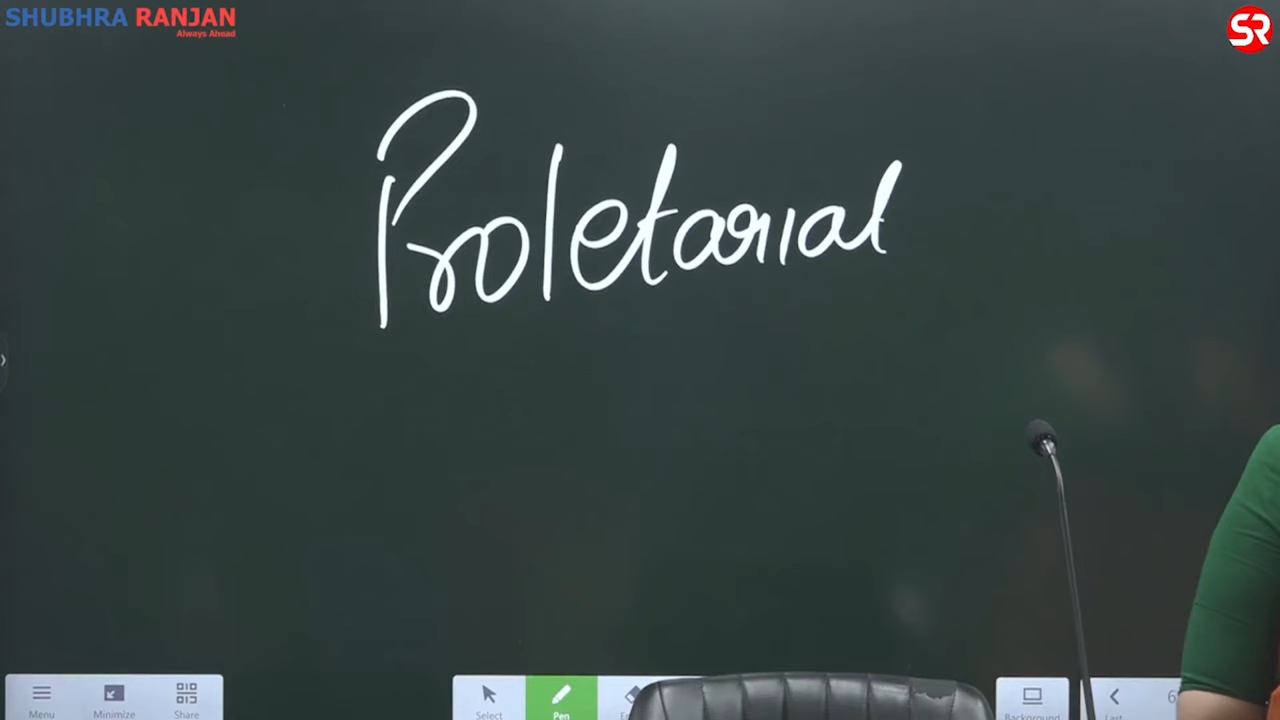 SHUBHRA RANJAN
Always Ahead
SR
Proletarial
Menu
Minimize
Share
Select
Pen
Background
Last